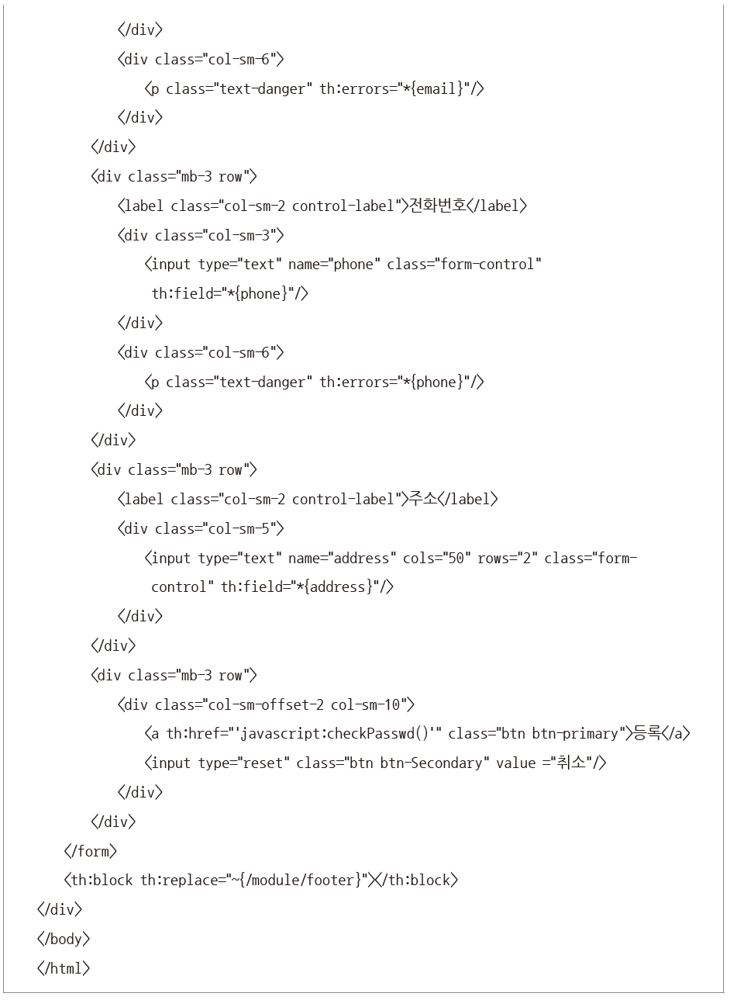 </div>
<div class="col-sm-6">
<p class="text-danger" th:errors="*{email}"/>
</div>
</div>
<div class="mb-3 row">
<label class="col-sm-2 control-label">전화번호</label>
<div class="col-sm-3">
<input type="text" name="phone" class="form-control"
th:field="*{phone}"/>
</div>
<div class="col-sm-6">
<p class="text-danger" th:errors="*{phone}"/>
</div>
</div>
<div class="mb-3 row">
<label class="col-sm-2 control-label">주소</label>
<div class="col-sm-5">
<input type="text" name="address" cols="50" rows="2" class="form-
control" th:field="*{address}"/>
</div>
</div>
<div class="mb-3 row">
<div class="col-sm-offset-2 col-sm-10">
<a th:href="'javascript:checkPasswd()'" class="btn btn-primary">등록</a>
<input type="reset" class="btn btn-Secondary" value ="취소"/>
</div>
</div>
</form>
<th:block th:replace="~{/module/footer}"></th:block>
</div>
</body>
</html>